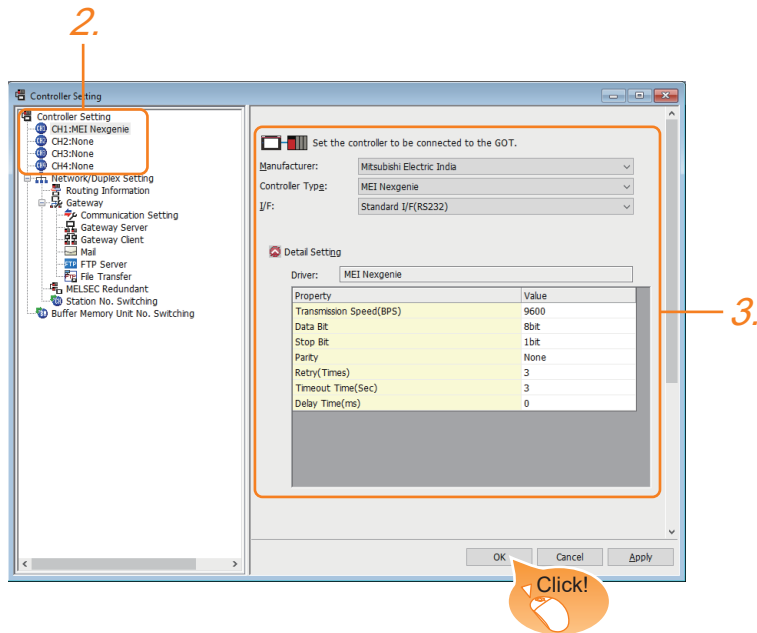 2.
Controller Setting
Controller Setting
CH1:MEI Nexgenie
CH2:None
CH3:None
CH4:None
Network/Duplex Setting
Routing Information
Gateway
Communication Setting
Gateway Server
Gateway Client
Mail
FTP Server
File Transfer
MELSEC Redundant
Station No. Switching
Buffer Memory Unit No. Switching
Set the controller to be connected to the GOT.
Manufacturer: Mitsubishi Electric India
Controller Type: MEI Nexgenie
I/F: Standard I/F(RS232)
Detail Setting
Driver: MEI Nexgenie
Property Value
Transmission Speed(BPS) 9600
Data Bit 8bit
Stop Bit 1bit
Parity None
Retry(Times) 3
Timeout Time(Sec) 3
Delay Time(ms) 0
3.
OK Cancel Apply
Click!